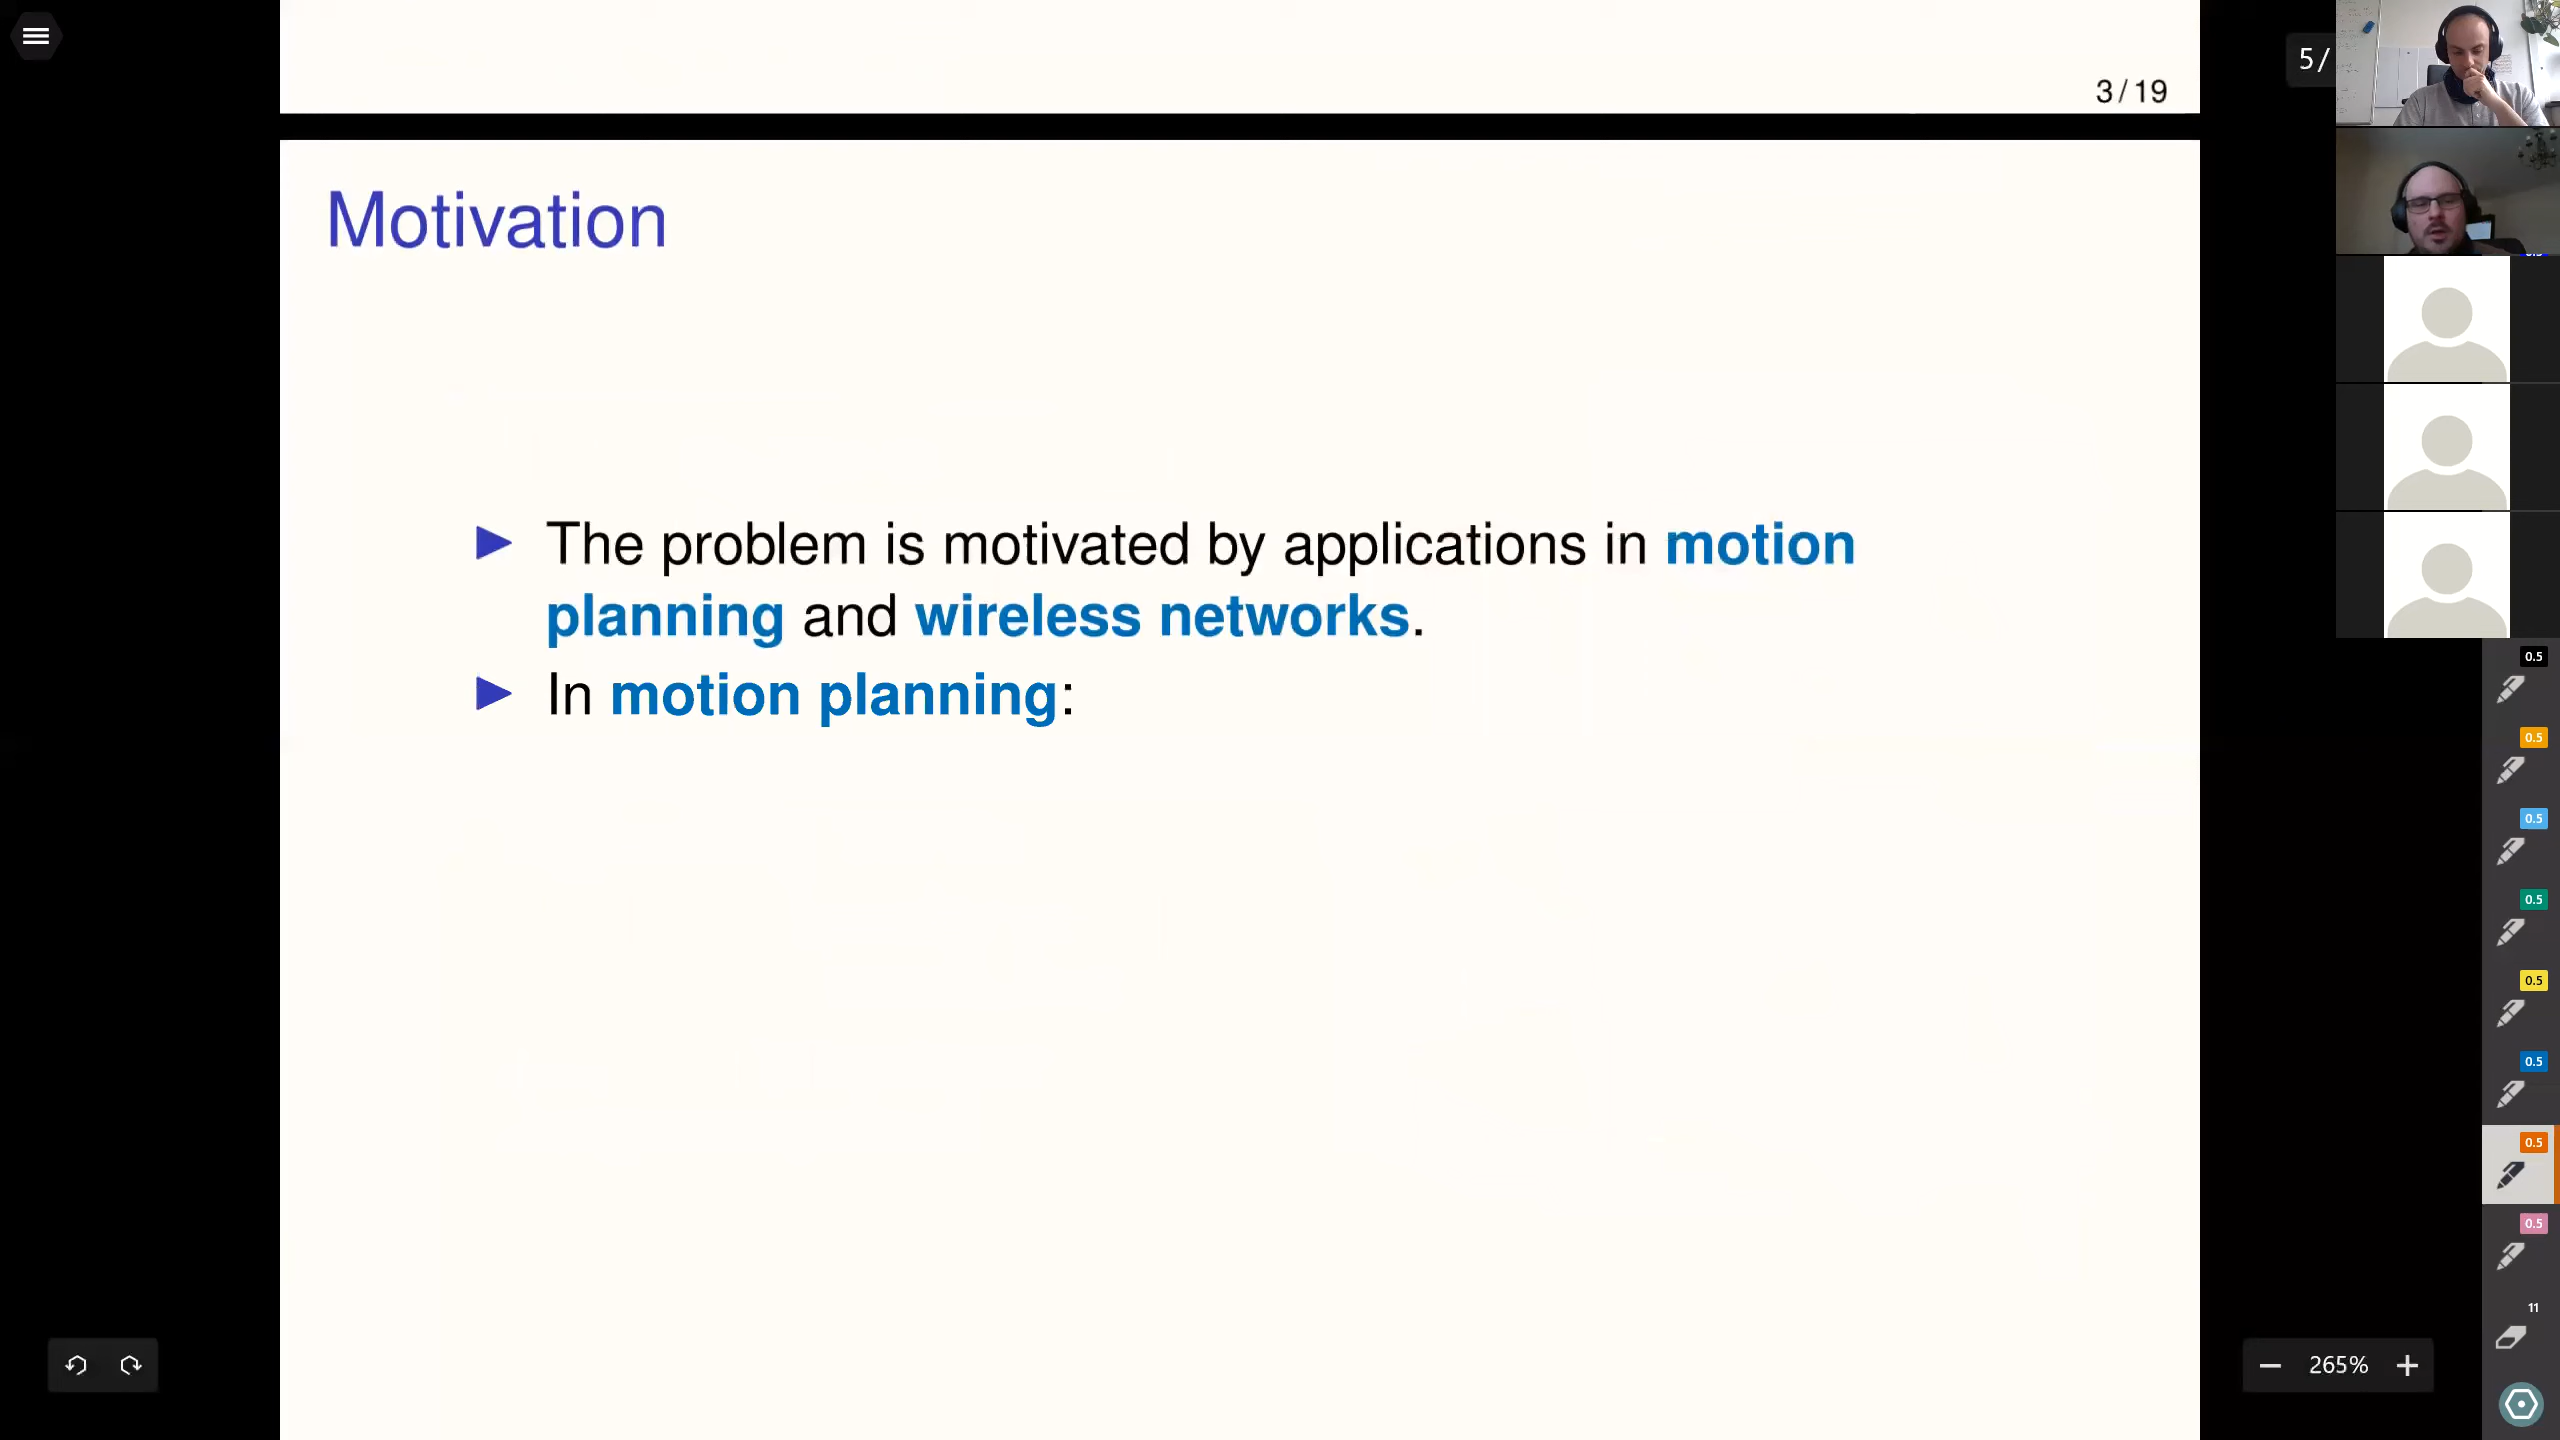 3 / 19
5 /
Motivation
The problem is motivated by applications in motion
planning and wireless networks.
In motion planning:
0.5
0.5
0.5
0.5
0.5
0.5
0.5
0.5
11
265%